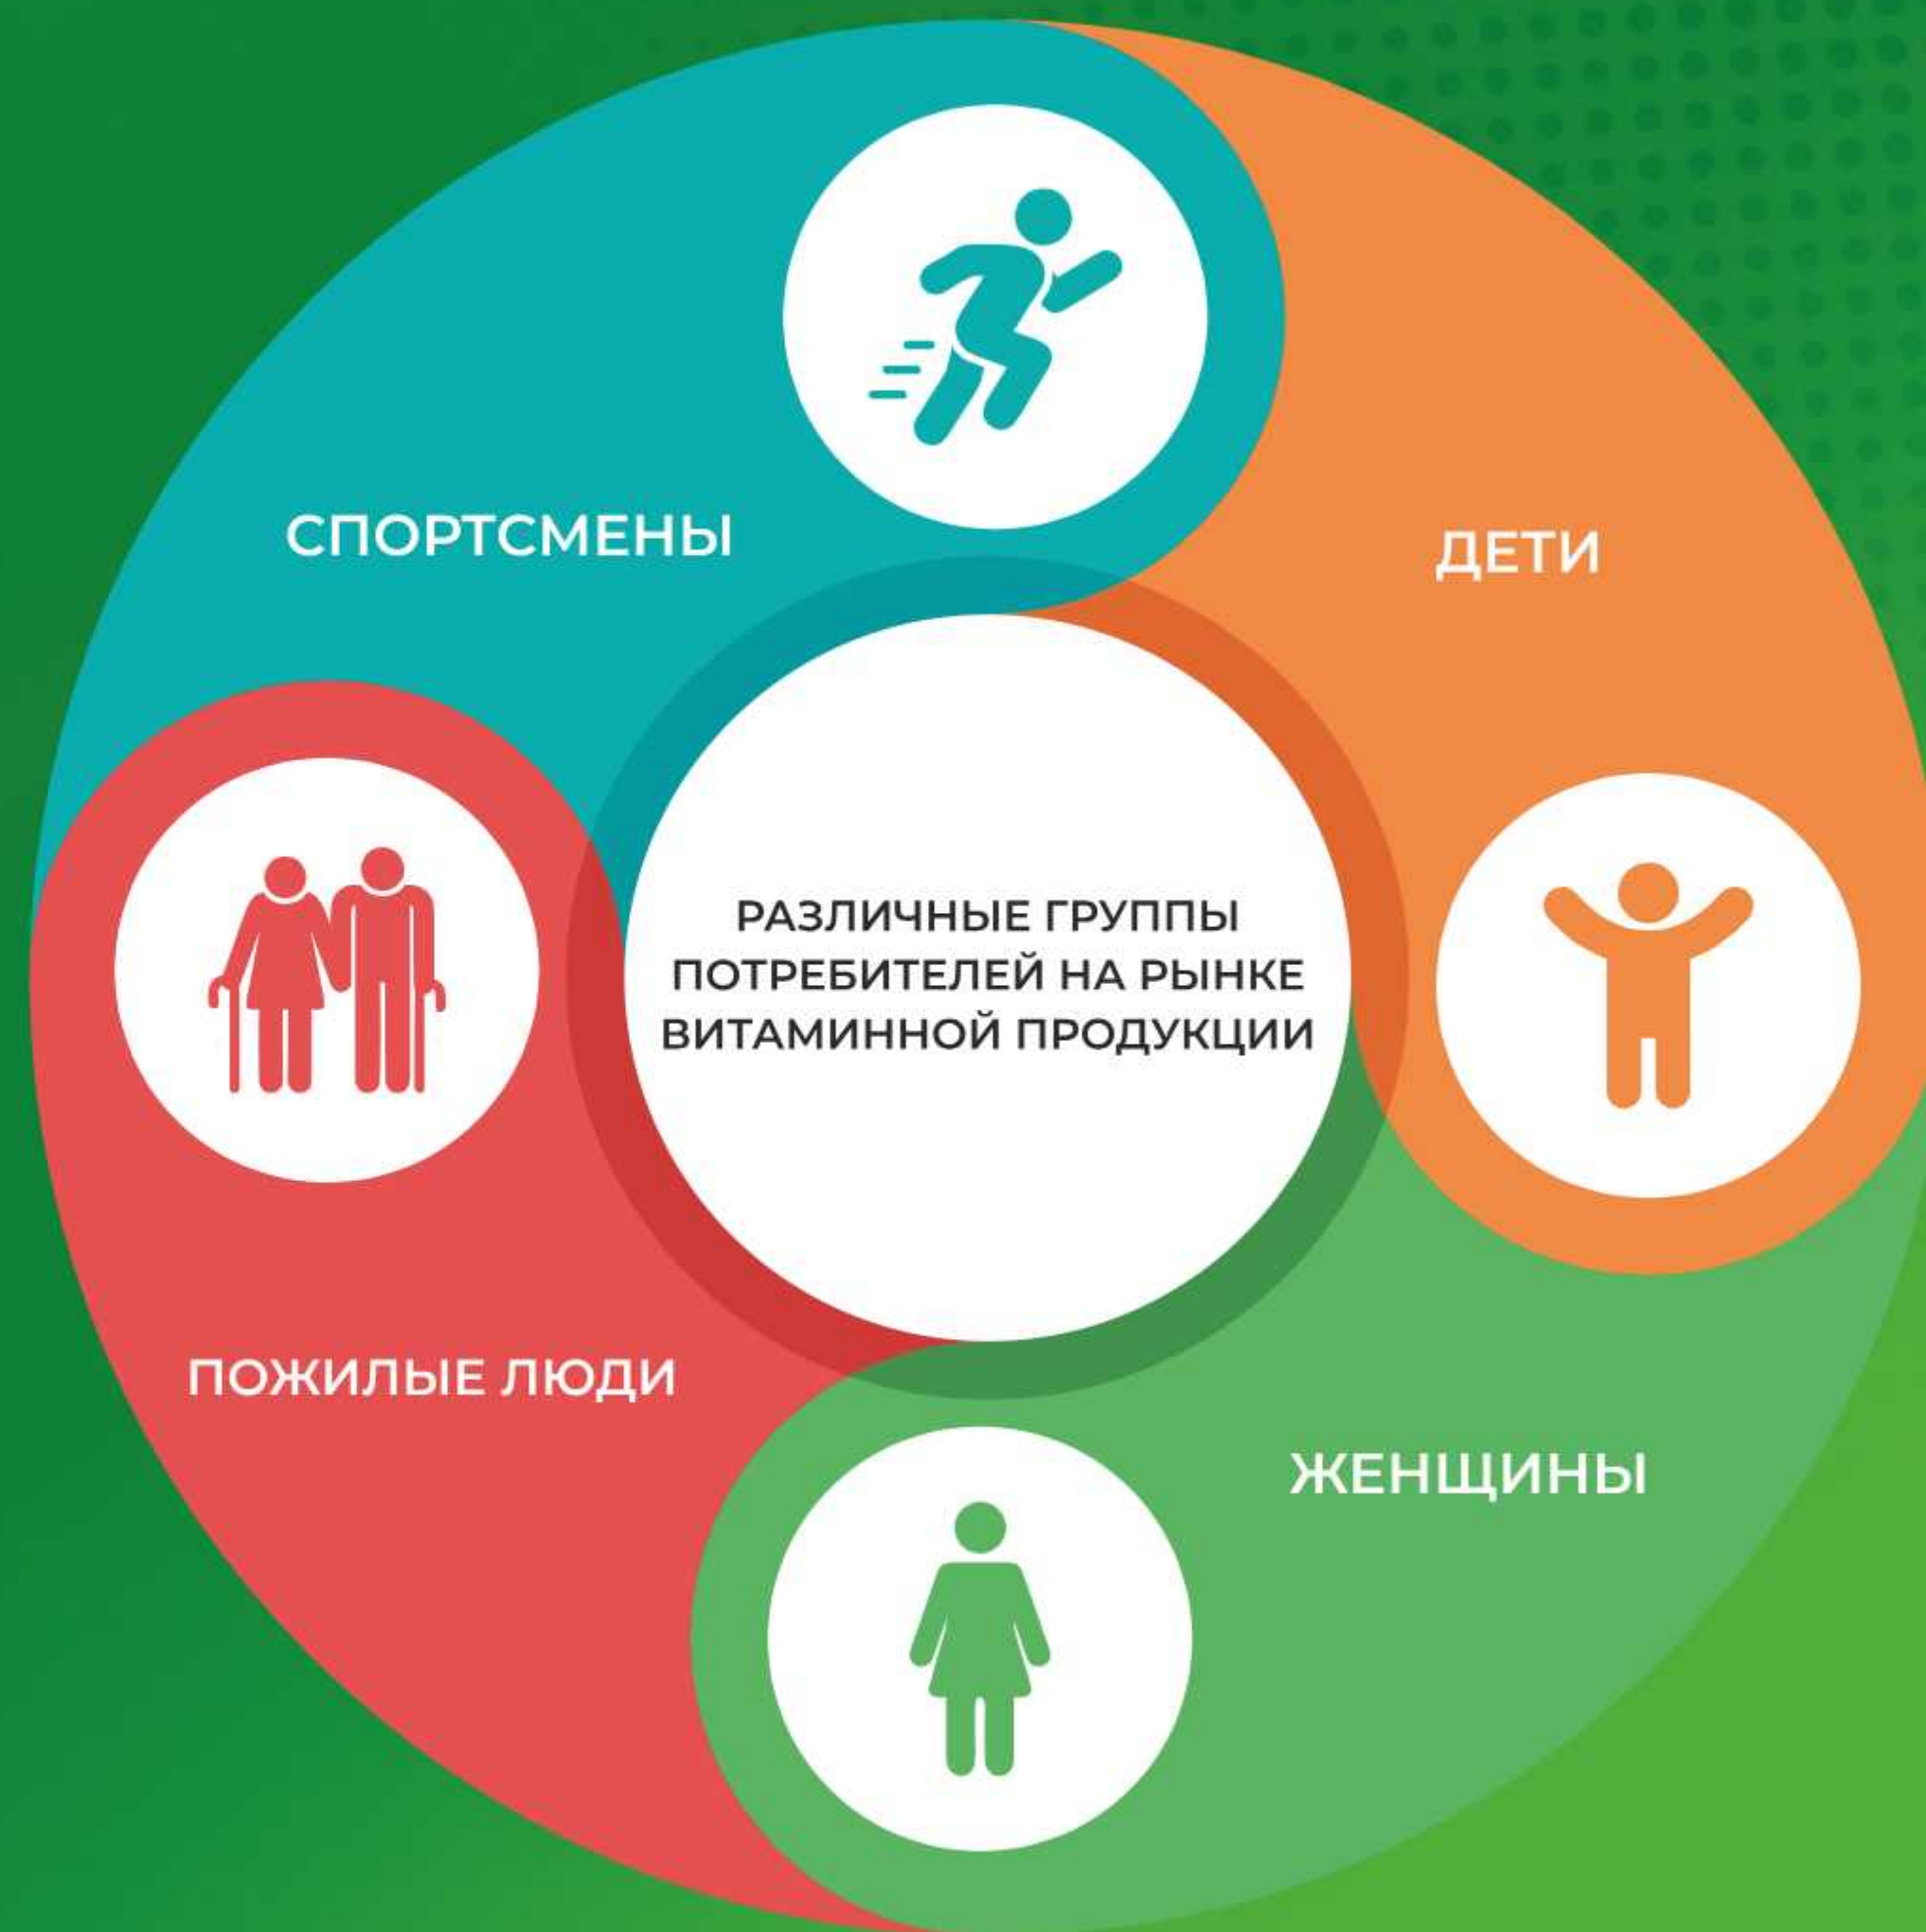 СПОРТСМЕНЫ
ДЕТИ
РАЗЛИЧНЫЕ ГРУППЫ
ПОТРЕБИТЕЛЕЙ НА РЫНКЕ
ВИТАМИННОЙ ПРОДУКЦИИ
ПОЖИЛЫЕ ЛЮДИ
ЖЕНЩИНЫ